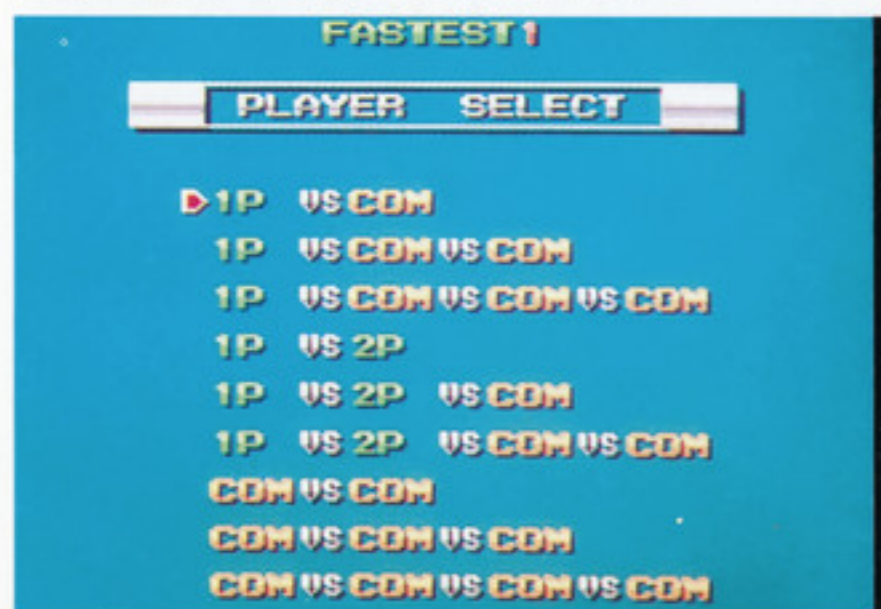 FASTEST 1
PLAYER SELECT
1P VS COM
1P VS COM VS COM
1P VS COM VS COM VS COM
1P VS 2P
1P VS 2P VS COM
1P VS 2P VS COM VS COM
COM VS COM
COM VS COM VS COM
COM VS COM VS COM VS COM